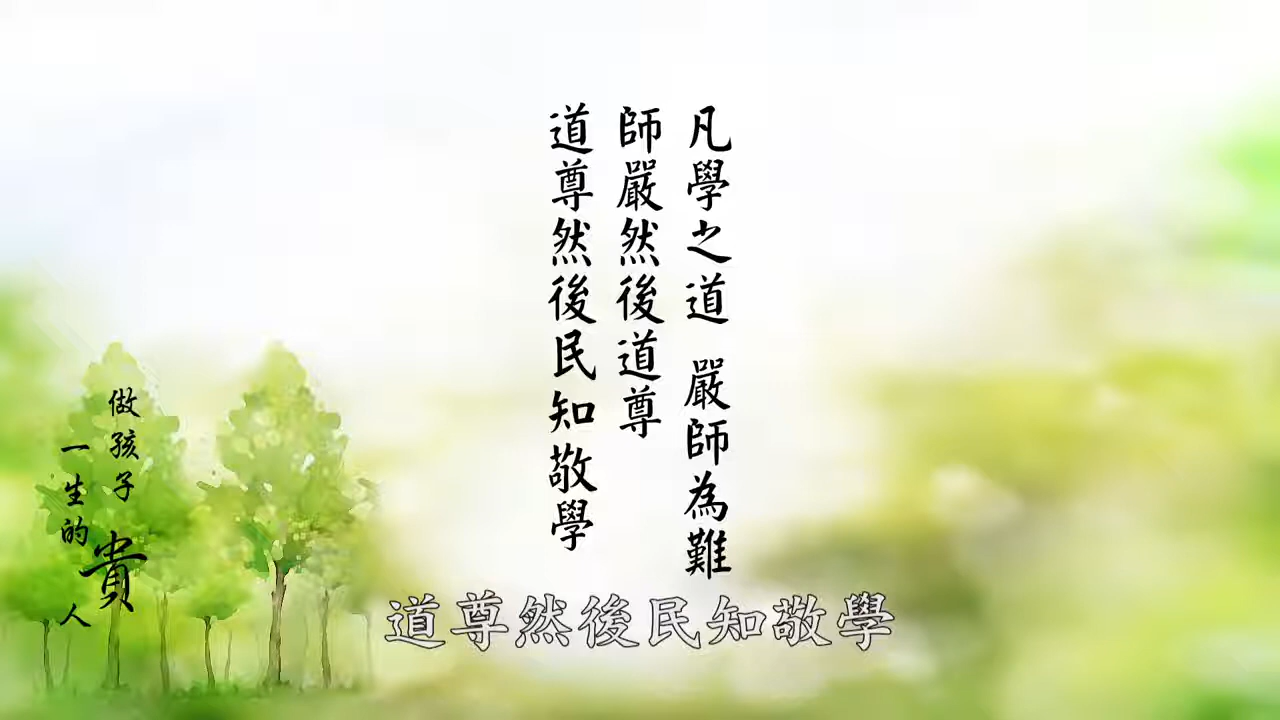 凡學之道 嚴師為難
師嚴然後道尊
道尊然後民知敬學
做孩子
一生的
貴人
道尊然後民知敬學